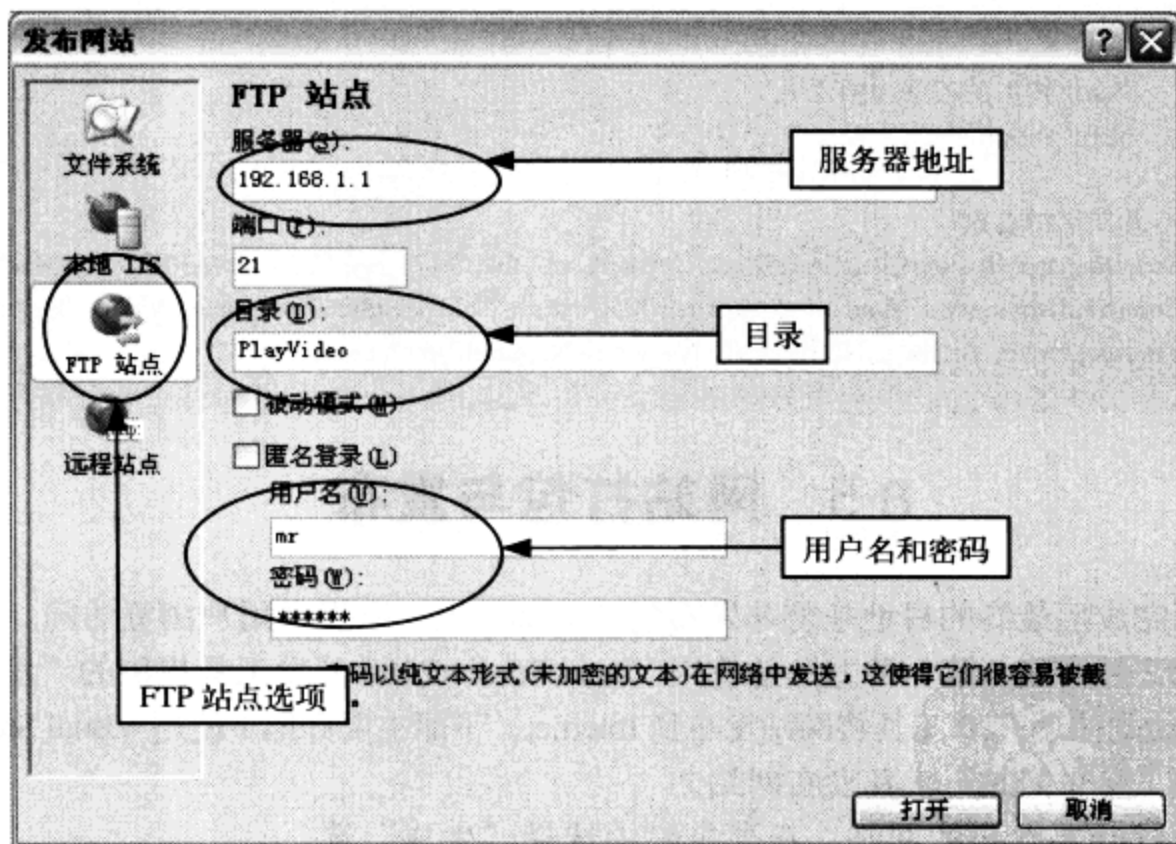 发布网站
文件系统
本地 IIS
FTP 站点
远程站点
FTP 站点
服务器(S):
192.168.1.1
服务器地址
端口(P):
21
目录(D):
PlayVideo
目录
被动模式(M)
匿名登录(L)
用户名(U):
mr
密码(W):
******
用户名和密码
码以纯文本形式(未加密的文本)在网络中发送，这使得它们很容易被截
。
FTP 站点选项
打开
取消